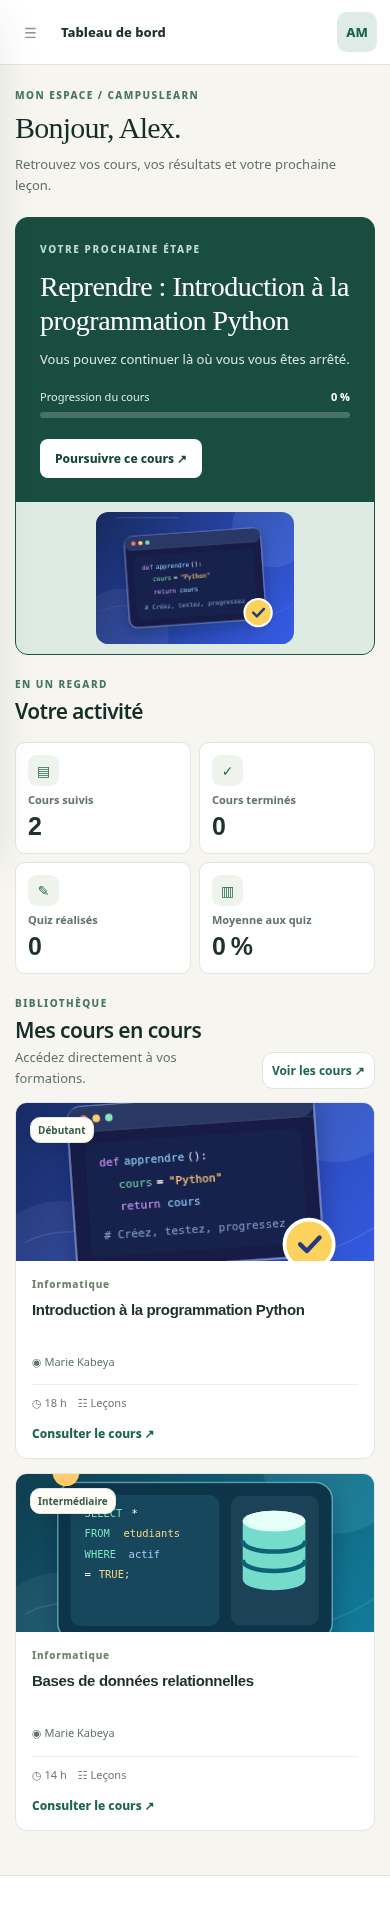 ☰ Tableau de bord AM
MON ESPACE / CAMPUSLEARN
Bonjour, Alex.
Retrouvez vos cours, vos résultats et votre prochaine
leçon.
VOTRE PROCHAINE ÉTAPE
Reprendre : Introduction à la
programmation Python
Vous pouvez continuer là où vous vous êtes arrêté.
Progression du cours 0 %
Poursuivre ce cours ↗
def apprendre():
cours = "Python"
return cours
# Créez, testez, progressez
EN UN REGARD
Votre activité
Cours suivis
2
Cours terminés
0
Quiz réalisés
0
Moyenne aux quiz
0 %
BIBLIOTHÈQUE
Mes cours en cours
Accédez directement à vos
formations.
Voir les cours ↗
Débutant
def apprendre():
cours = "Python"
return cours
# Créez, testez, progressez
Informatique
Introduction à la programmation Python
◉ Marie Kabeya
◷ 18 h ☷ Leçons
Consulter le cours ↗
Intermédiaire
SELECT *
FROM etudiants
WHERE actif
= TRUE;
Informatique
Bases de données relationnelles
◉ Marie Kabeya
◷ 14 h ☷ Leçons
Consulter le cours ↗